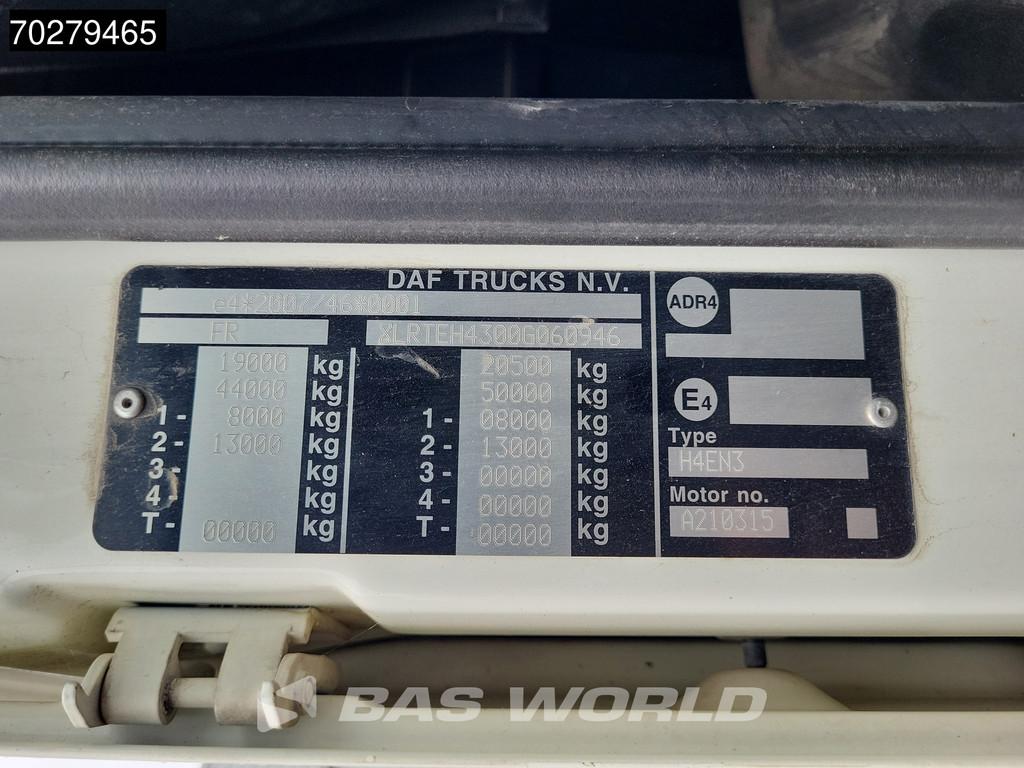 70279465
DAF TRUCKS N.V.
e4*2007/46*0001
FR XLRTEH4300G060946
19000 kg 20500 kg
44000 kg 50000 kg
1- 8000 kg 1- 08000 kg
2- 13000 kg 2- 13000 kg
3- kg 3- 00000 kg
4- kg 4- 00000 kg
T- 00000 kg T- 00000 kg
ADR4
E4
Type
H4EN3
Motor no.
A210315
BAS WORLD